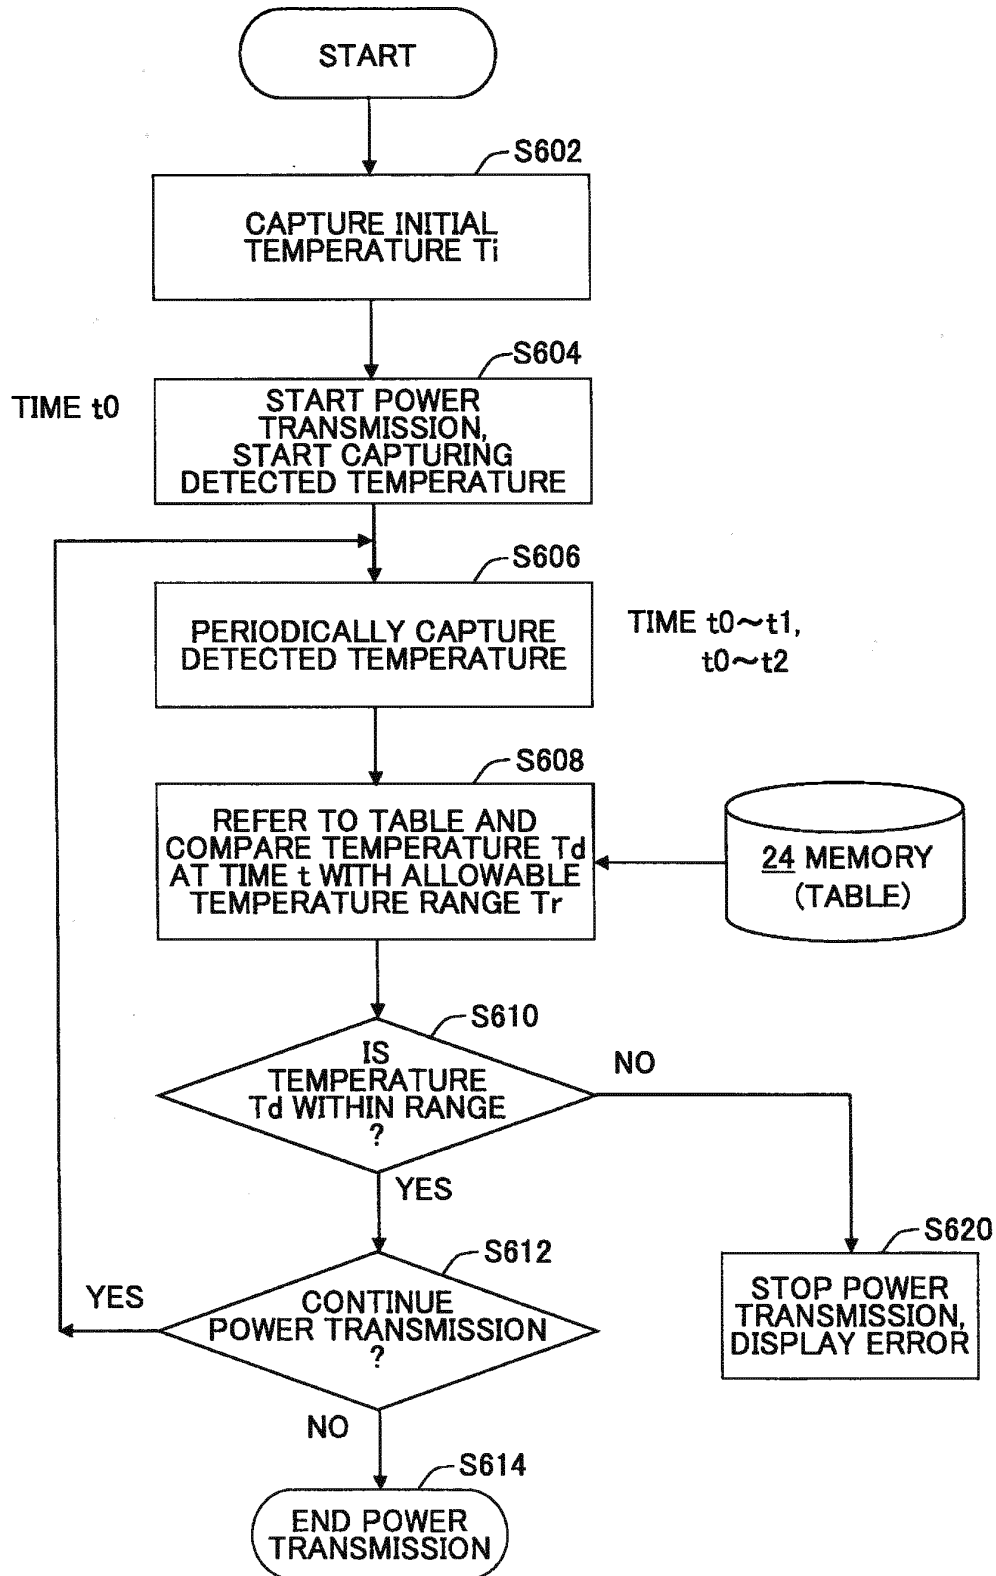 START
S602
CAPTURE INITIAL
TEMPERATURE Ti
S604
TIME t0
START POWER
TRANSMISSION,
START CAPTURING
DETECTED TEMPERATURE
S606
PERIODICALLY CAPTURE
DETECTED TEMPERATURE
TIME t0~t1,
t0~t2
S608
REFER TO TABLE AND
COMPARE TEMPERATURE Td
AT TIME t WITH ALLOWABLE
TEMPERATURE RANGE Tr
24 MEMORY
(TABLE)
S610
IS
TEMPERATURE
Td WITHIN RANGE
?
NO
YES
S612
CONTINUE
POWER TRANSMISSION
?
YES
NO
S620
STOP POWER
TRANSMISSION,
DISPLAY ERROR
S614
END POWER
TRANSMISSION